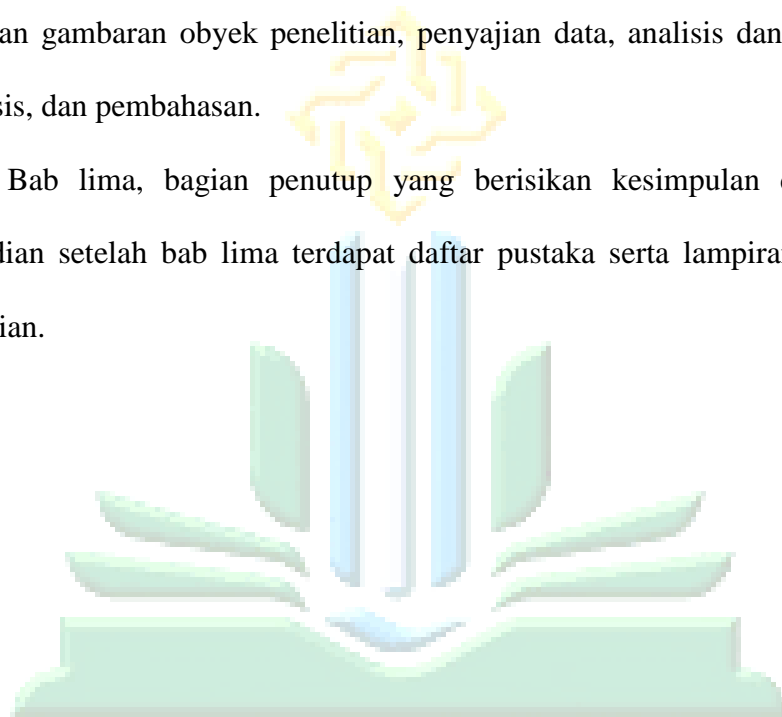 an gambaran obyek penelitian, penyajian data, analisis dan
sis, dan pembahasan.
Bab lima, bagian penutup yang berisikan kesimpulan
dian setelah bab lima terdapat daftar pustaka serta lampiran
ian.